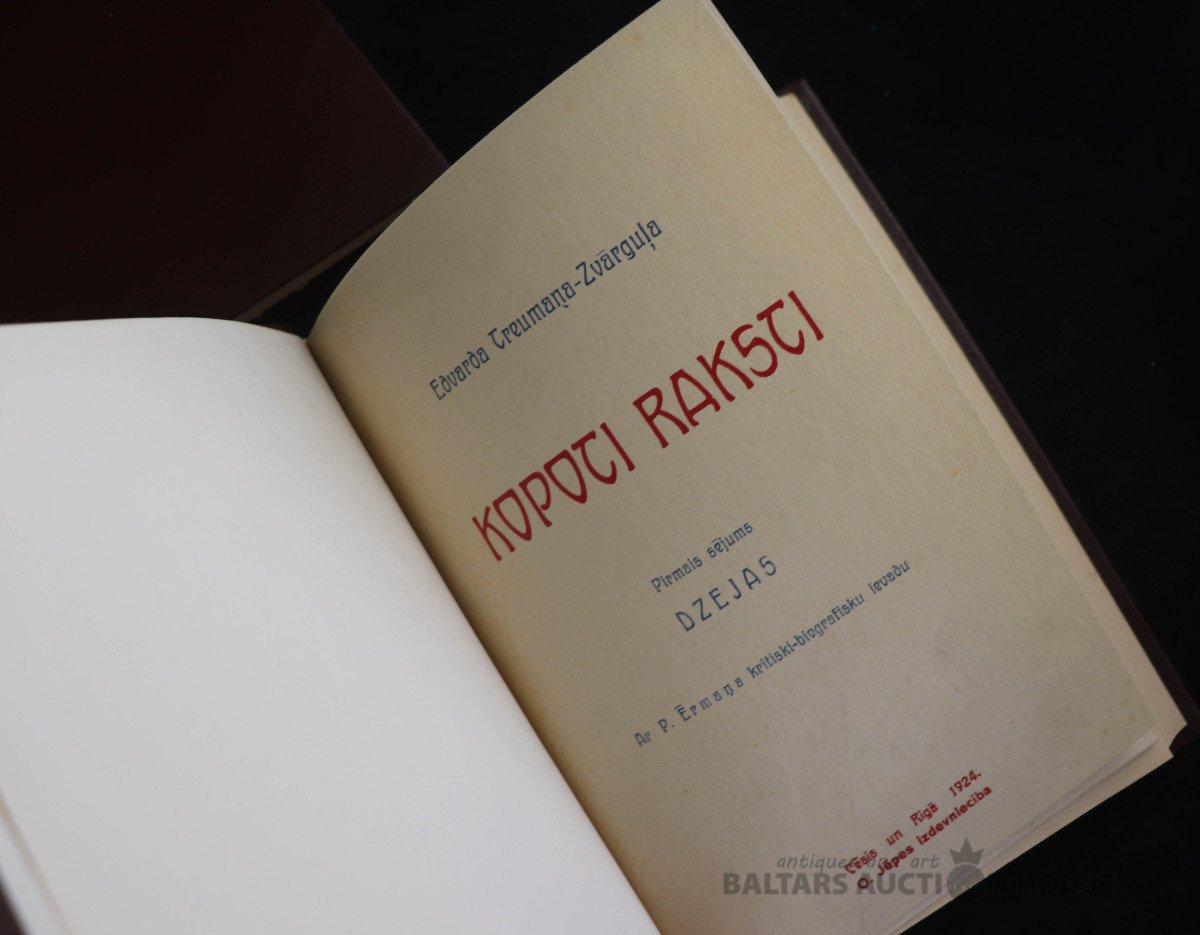 Edvarda Treumaņa-Zvārguļa
KOPOTI RAKSTI
Pirmais sējums
DZEJAS
Ar P. Ērmaņa kritiski-biografisku ievadu
Cēsīs un Rīgā 1924.
O. Jēpes izdevniecība
antiques and art
BALTARS AUCTION HOUSE